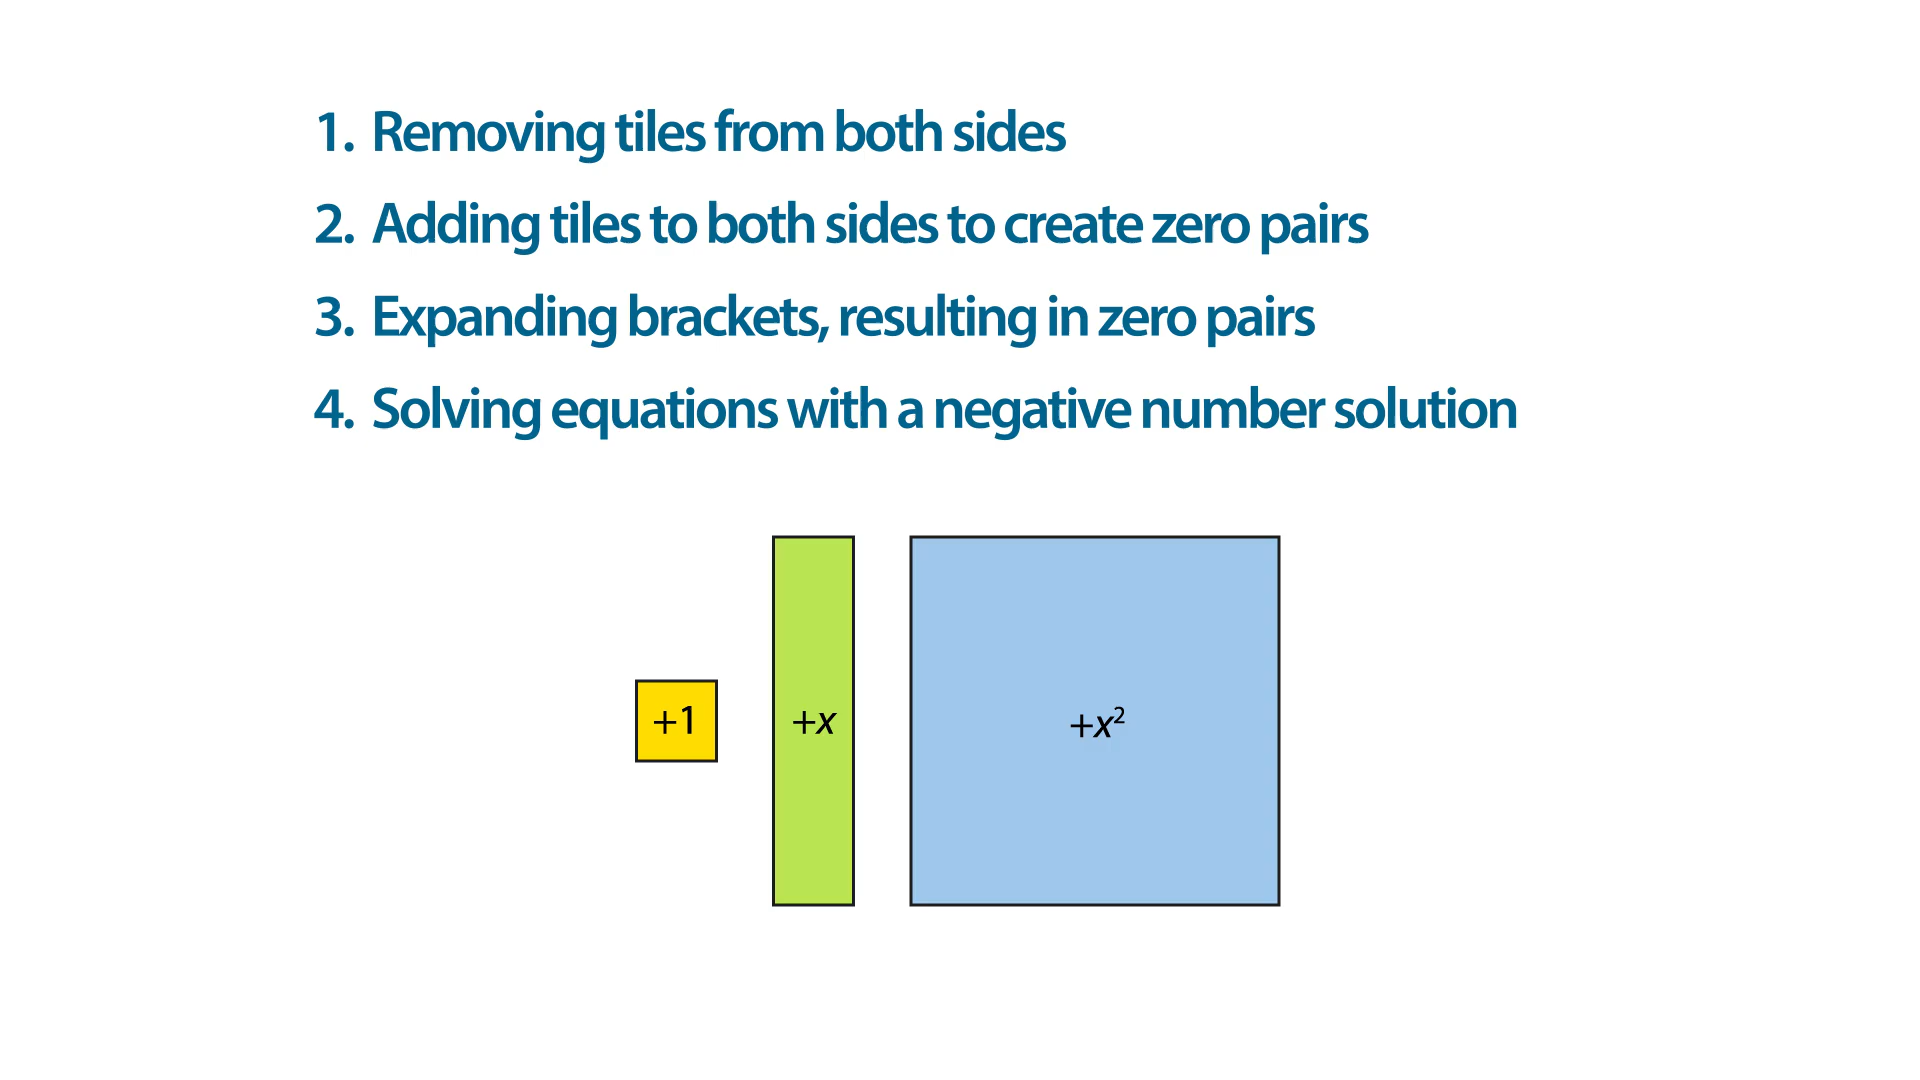 1. Removing tiles from both sides
2. Adding tiles to both sides to create zero pairs
3. Expanding brackets, resulting in zero pairs
4. Solving equations with a negative number solution
+1
+x
+x²